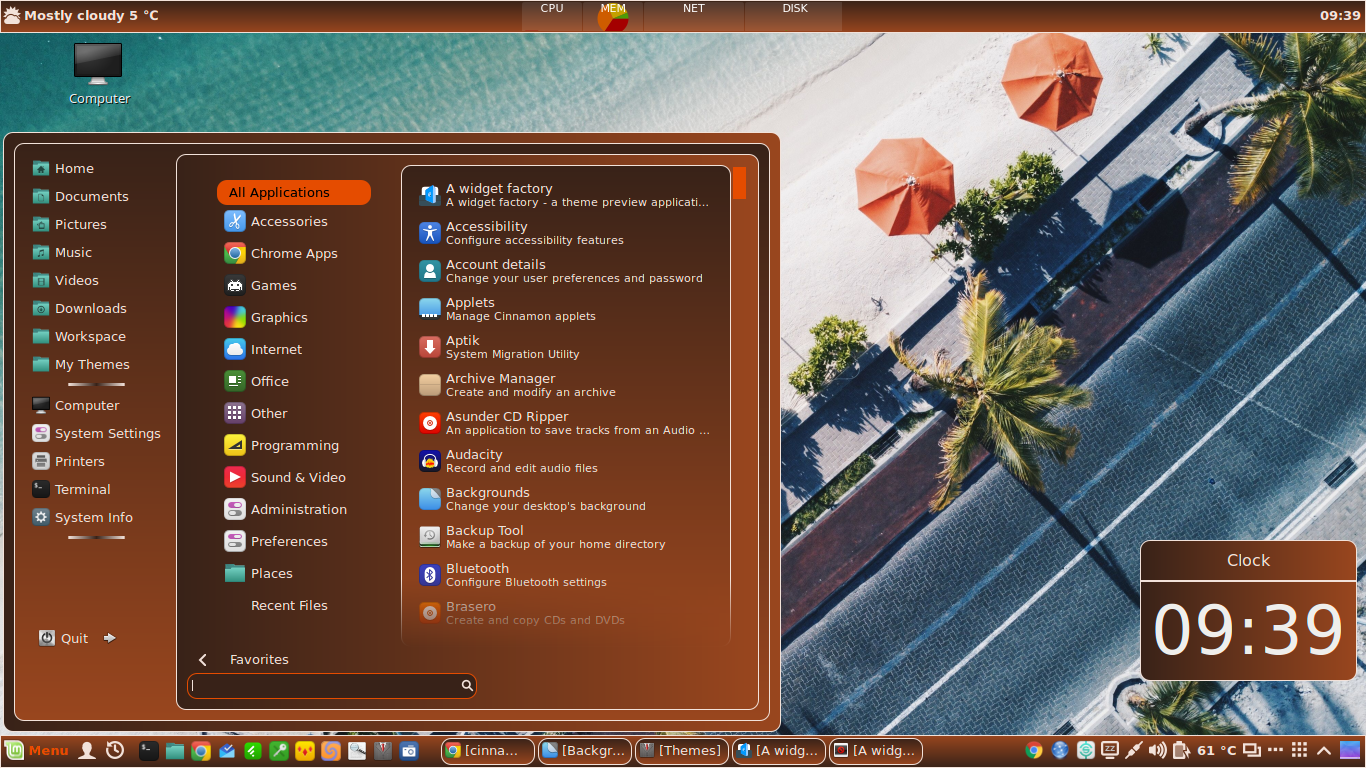 Mostly cloudy 5 °C
CPU
MEM
NET
DISK
09:39
Computer
Home
Documents
Pictures
Music
Videos
Downloads
Workspace
My Themes
Computer
System Settings
Printers
Terminal
System Info
Quit
All Applications
Accessories
Chrome Apps
Games
Graphics
Internet
Office
Other
Programming
Sound & Video
Administration
Preferences
Places
Recent Files
Favorites
A widget factory
A widget factory - a theme preview applicati...
Accessibility
Configure accessibility features
Account details
Change your user preferences and password
Applets
Manage Cinnamon applets
Aptik
System Migration Utility
Archive Manager
Create and modify an archive
Asunder CD Ripper
An application to save tracks from an Audio ...
Audacity
Record and edit audio files
Backgrounds
Change your desktop's background
Backup Tool
Make a backup of your home directory
Bluetooth
Configure Bluetooth settings
Brasero
Create and copy CDs and DVDs
Clock
09:39
Menu
[cinna...
[Backgr...
[Themes]
[A widg...
[A widg...
61 °C